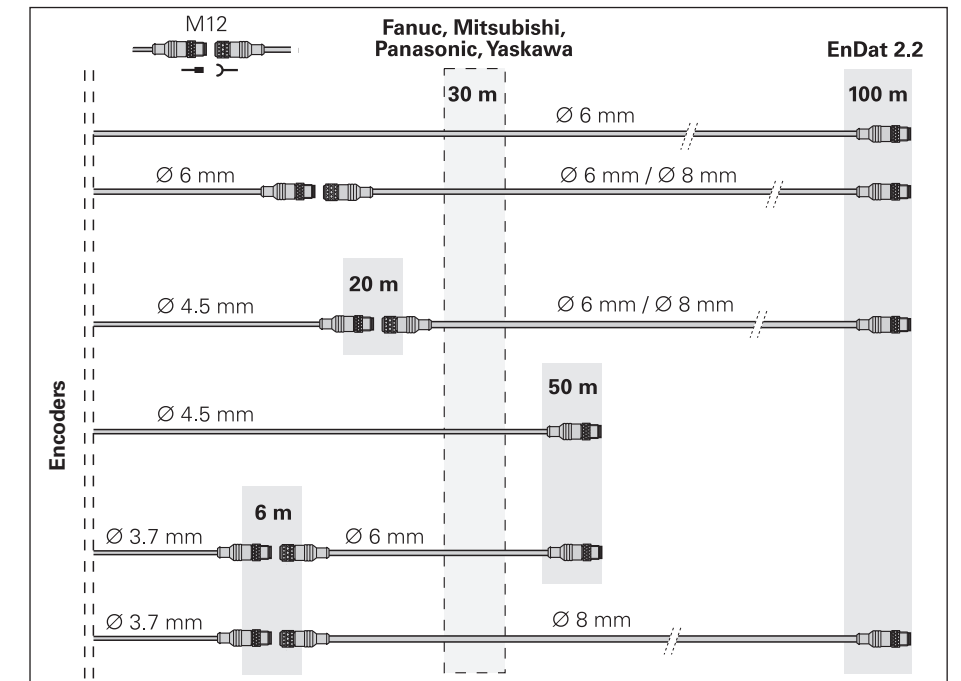 M12
Fanuc, Mitsubishi,
Panasonic, Yaskawa
EnDat 2.2
30 m
100 m
Ø 6 mm
Ø 6 mm
Ø 6 mm / Ø 8 mm
20 m
Ø 4.5 mm
Ø 6 mm / Ø 8 mm
50 m
Ø 4.5 mm
Encoders
6 m
Ø 3.7 mm
Ø 6 mm
Ø 3.7 mm
Ø 8 mm